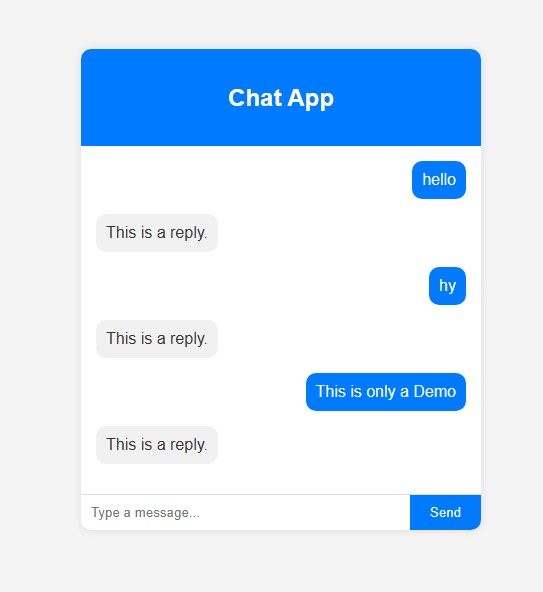 Chat App
hello
This is a reply.
hy
This is a reply.
This is only a Demo
This is a reply.
Type a message...
Send